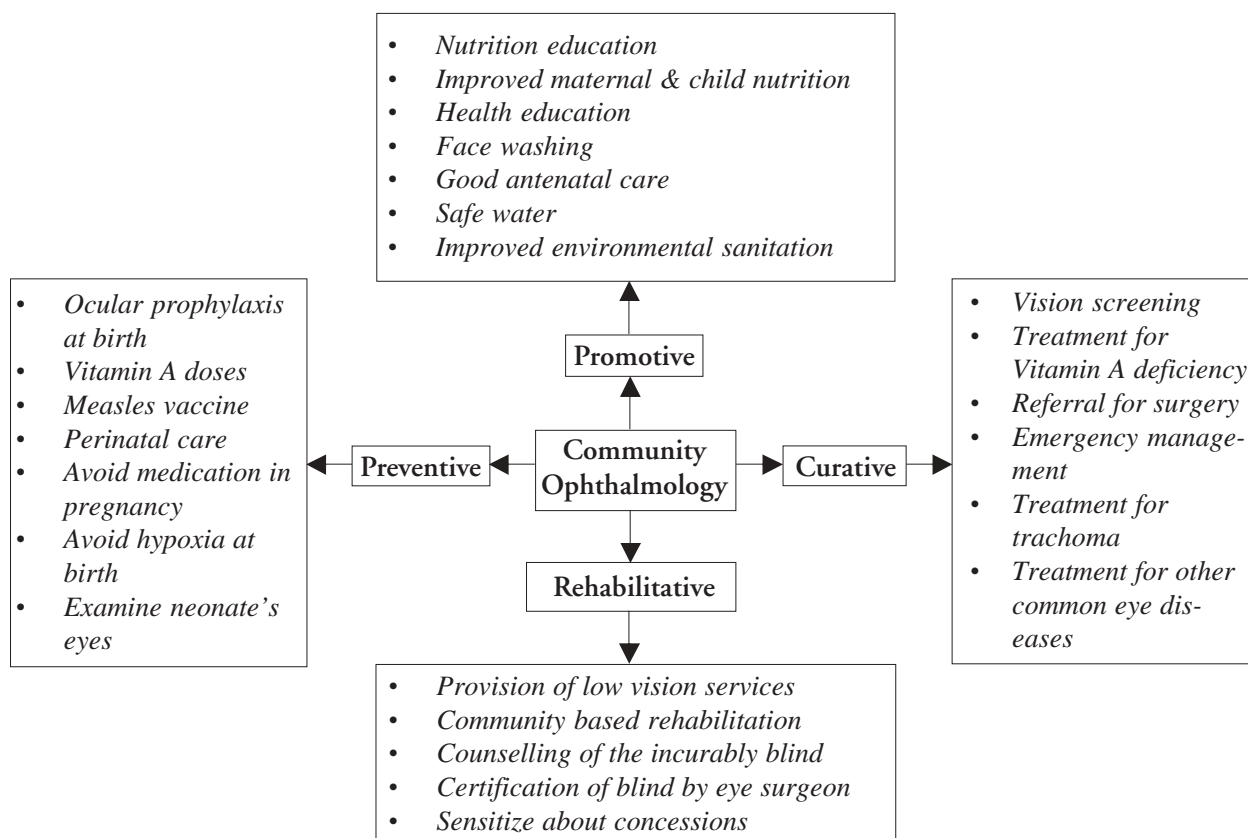 • Nutrition education
• Improved maternal & child nutrition
• Health education
• Face washing
• Good antenatal care
• Safe water
• Improved environmental sanitation
Promotive
• Ocular prophylaxis
at birth
• Vitamin A doses
• Measles vaccine
• Perinatal care
• Avoid medication in
pregnancy
• Avoid hypoxia at
birth
• Examine neonate's
eyes
Preventive
Community
Ophthalmology
Curative
• Vision screening
• Treatment for
Vitamin A deficiency
• Referral for surgery
• Emergency manage-
ment
• Treatment for
trachoma
• Treatment for other
common eye dis-
eases
Rehabilitative
• Provision of low vision services
• Community based rehabilitation
• Counselling of the incurably blind
• Certification of blind by eye surgeon
• Sensitize about concessions